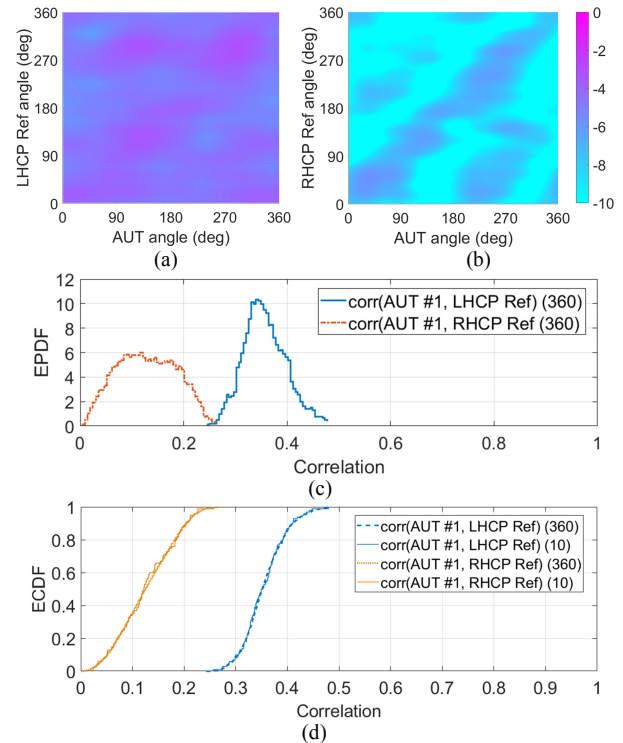 360
270
180
90
0
LHCP Ref angle (deg)
0 90 180 270 360
AUT angle (deg)
(a)
360
270
180
90
0
RHCP Ref angle (deg)
0 90 180 270 360
AUT angle (deg)
(b)
0
-2
-4
-6
-8
-10
12
10
8
6
4
2
0
EPDF
corr(AUT #1, LHCP Ref) (360)
corr(AUT #1, RHCP Ref (360)
0 0.2 0.4 0.6 0.8 1
Correlation
(c)
1
0.8
0.6
0.4
0.2
0
ECDF
corr(AUT #1, LHCP Ref) (360)
corr(AUT #1, LHCP Ref) (10)
corr(AUT #1, RHCP Ref) (360)
corr(AUT #1, RHCP Ref) (10)
0 0.1 0.2 0.3 0.4 0.5 0.6 0.7 0.8 0.9 1
Correlation
(d)